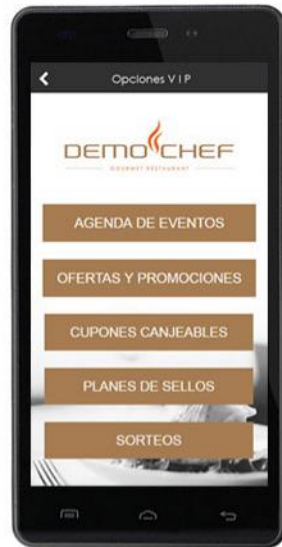 Opciones V I P
DEMO CHEF
GOURMET RESTAURANT
AGENDA DE EVENTOS
OFERTAS Y PROMOCIONES
CUPONES CANJEABLES
PLANES DE SELLOS
SORTEOS